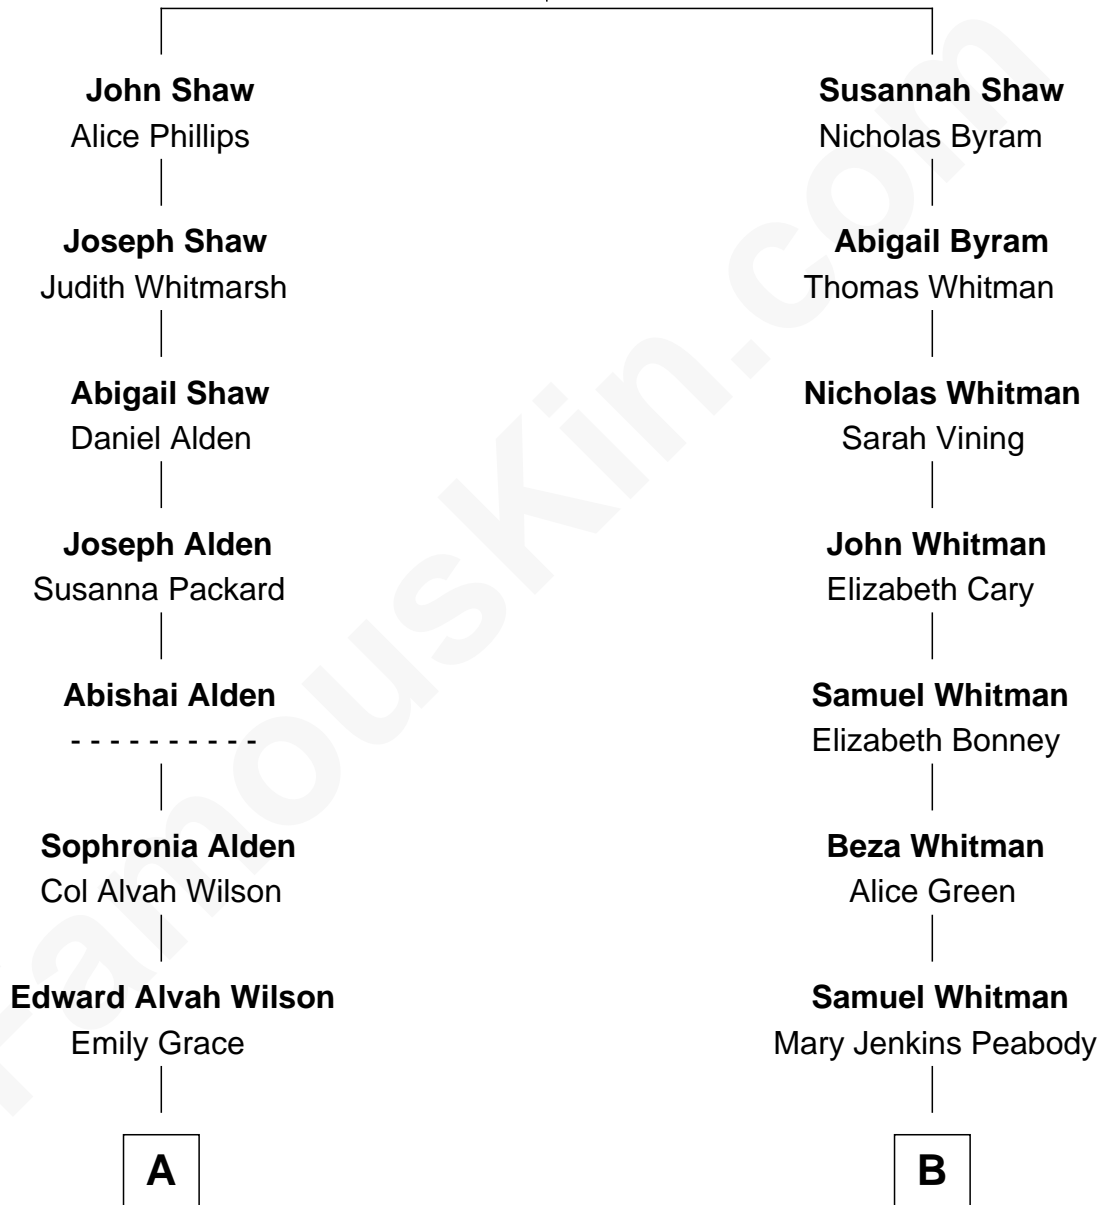 John Shaw
Alice Phillips
Joseph Shaw
Judith Whitmarsh
Abigail Shaw
Daniel Alden
Joseph Alden
Susanna Packard
Abishai Alden
- - - - - - - - - -
Sophronia Alden
Col Alvah Wilson
Edward Alvah Wilson
Emily Grace
A
Susannah Shaw
Nicholas Byram
Abigail Byram
Thomas Whitman
Nicholas Whitman
Sarah Vining
John Whitman
Elizabeth Cary
Samuel Whitman
Elizabeth Bonney
Beza Whitman
Alice Green
Samuel Whitman
Mary Jenkins Peabody
B
FamousKin.com